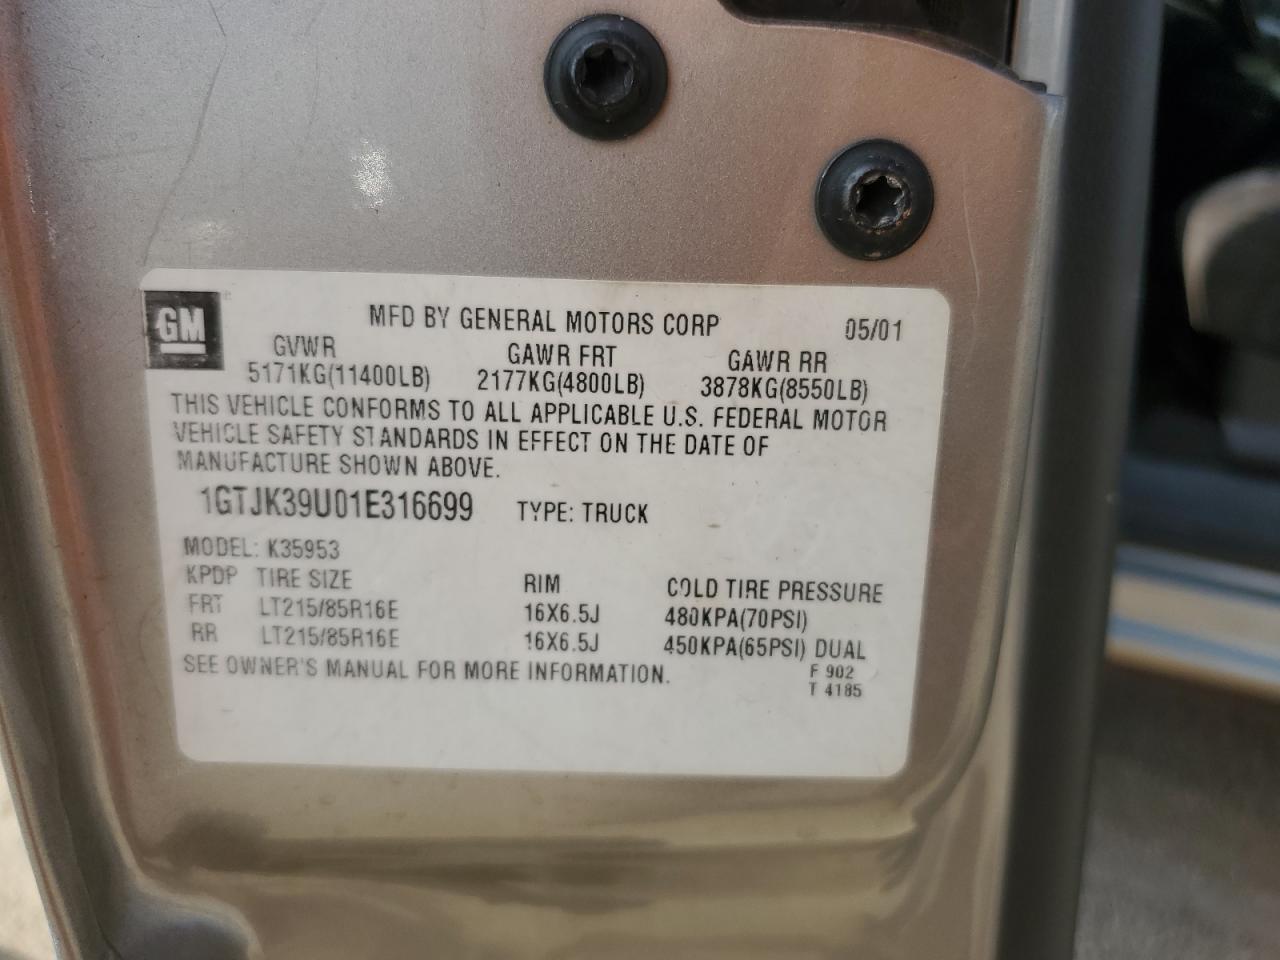 GM
MFD BY GENERAL MOTORS CORP 05/01
GVWR GAWR FRT GAWR RR
5171KG(11400LB) 2177KG(4800LB) 3878KG(8550LB)
THIS VEHICLE CONFORMS TO ALL APPLICABLE U.S. FEDERAL MOTOR
VEHICLE SAFETY STANDARDS IN EFFECT ON THE DATE OF
MANUFACTURE SHOWN ABOVE.
1GTJK39U01E316699 TYPE: TRUCK
MODEL: K35953
KPDP TIRE SIZE RIM COLD TIRE PRESSURE
FRT LT215/85R16E 16X6.5J 480KPA(70PSI)
RR LT215/85R16E 16X6.5J 450KPA(65PSI) DUAL
SEE OWNER'S MANUAL FOR MORE INFORMATION. F 902
T 4185